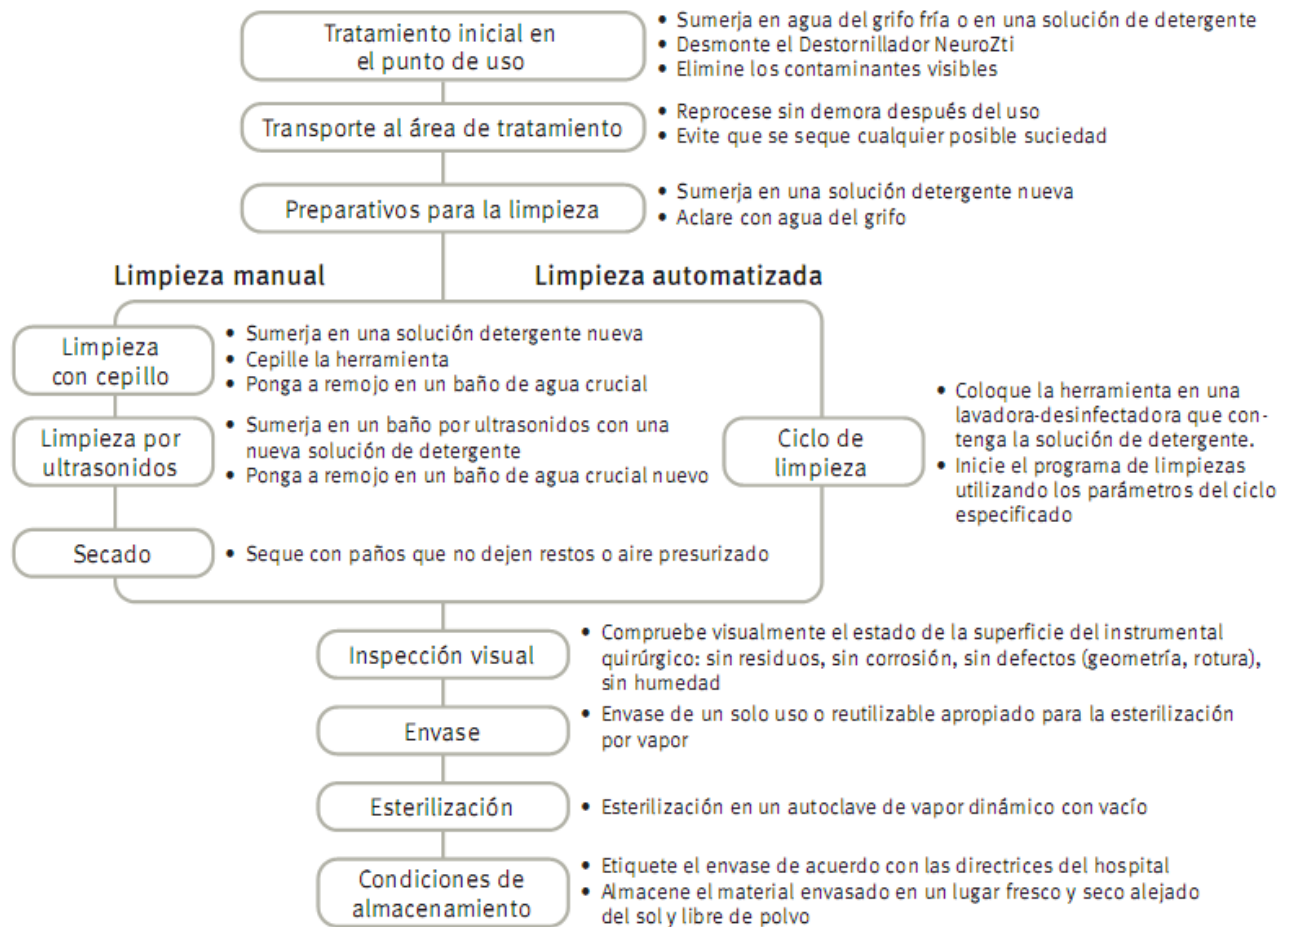 Tratamiento inicial en
el punto de uso
• Sumerja en agua del grifo fría o en una solución de detergente
• Desmonte el Destornillador NeuroZti
• Elimine los contaminantes visibles
Transporte al área de tratamiento
• Reprocese sin demora después del uso
• Evite que se seque cualquier posible suciedad
Preparativos para la limpieza
• Sumerja en una solución detergente nueva
• Aclare con agua del grifo
Limpieza manual
Limpieza automatizada
Limpieza
con cepillo
• Sumerja en una solución detergente nueva
• Cepille la herramienta
• Ponga a remojo en un baño de agua crucial
Limpieza por
ultrasonidos
• Sumerja en un baño por ultrasonidos con una
nueva solución de detergente
• Ponga a remojo en un baño de agua crucial nuevo
Secado
• Seque con paños que no dejen restos o aire presurizado
Ciclo de
limpieza
• Coloque la herramienta en una
lavadora-desinfectadora que con-
tenga la solución de detergente.
• Inicie el programa de limpiezas
utilizando los parámetros del ciclo
especificado
Inspección visual
• Compruebe visualmente el estado de la superficie del instrumental
quirúrgico: sin residuos, sin corrosión, sin defectos (geometría, rotura),
sin humedad
Envase
• Envase de un solo uso o reutilizable apropiado para la esterilización
por vapor
Esterilización
• Esterilización en un autoclave de vapor dinámico con vacío
Condiciones de
almacenamiento
• Etiquete el envase de acuerdo con las directrices del hospital
• Almacene el material envasado en un lugar fresco y seco alejado
del sol y libre de polvo